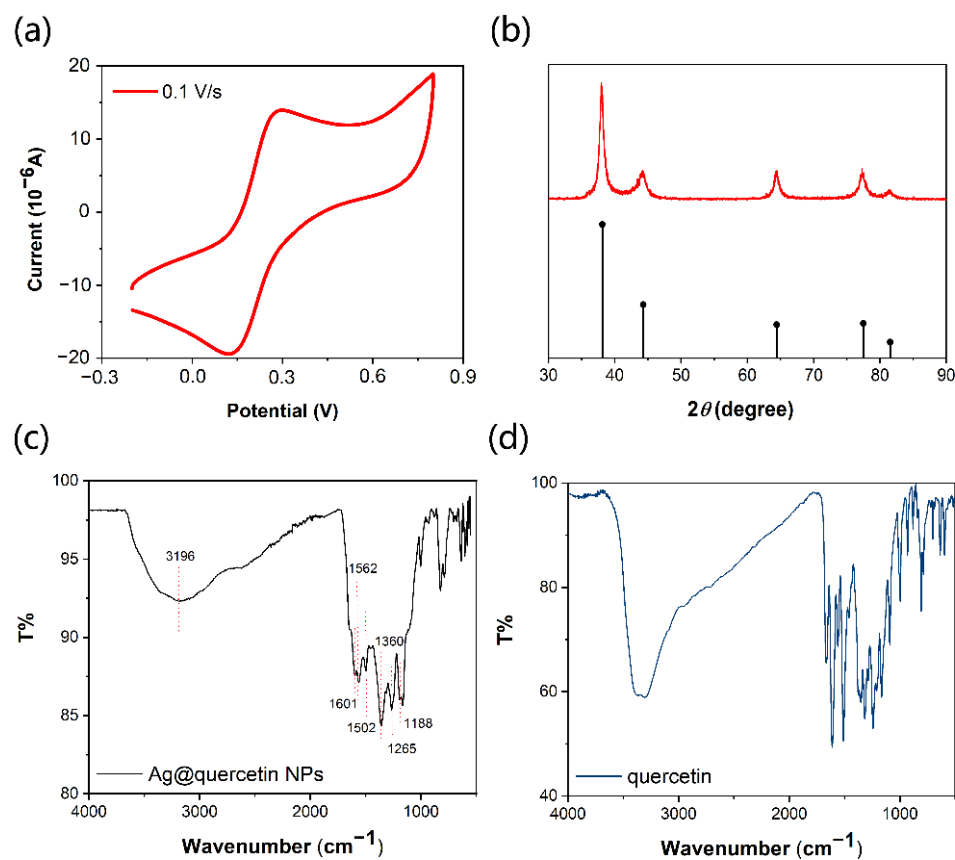 (a)
20
10
0
−10
−20
0.1 V/s
Current (10⁻⁶A)
−0.3
0.0
0.3
0.6
0.9
Potential (V)
(b)
30
40
50
60
70
80
90
2θ (degree)
(c)
100
95
90
85
80
T%
3196
1562
1360
1601
1502
1265
1188
Ag@quercetin NPs
4000
3000
2000
1000
Wavenumber (cm⁻¹)
(d)
100
80
60
40
T%
quercetin
4000
3000
2000
1000
Wavenumber (cm⁻¹)